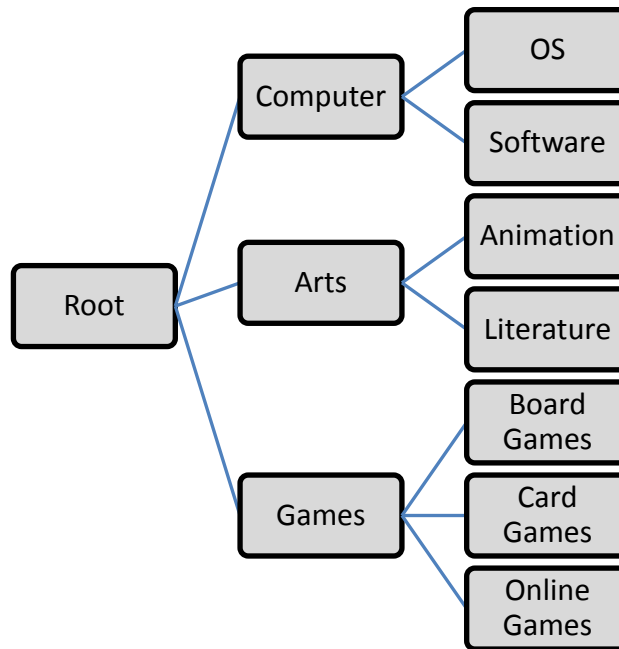 Root
Computer
Arts
Games
OS
Software
Animation
Literature
Board
Games
Card
Games
Online
Games